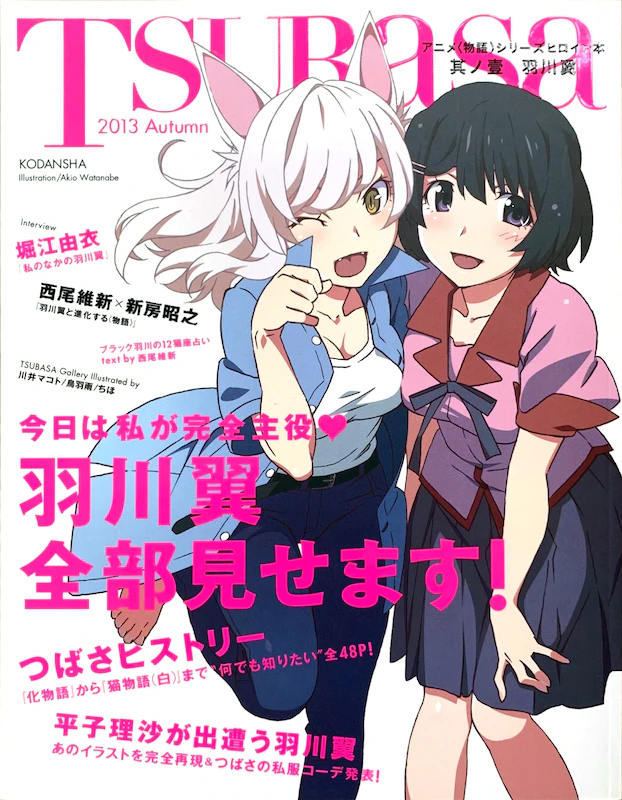 TSUBASA
アニメ〈物語〉シリーズヒロイン本
其ノ壹 羽川翼
2013 Autumn
KODANSHA
Illustration/Akio Watanabe
Interview
堀江由衣
「私のなかの羽川翼」
西尾維新×新房昭之
「羽川翼と進化する〈物語〉」
ブラック羽川の12猫座占い
text by 西尾維新
TSUBASA Gallery Illustrated by
川井マコト/鳥羽雨/ちほ
今日は私が完全主役♥
羽川翼
全部見せます!
つばさヒストリー
『化物語』から『猫物語(白)』まで"何でも知りたい"全48P!
平子理沙が出遭う羽川翼
あのイラストを完全再現&つばさの私服コーデ発表!